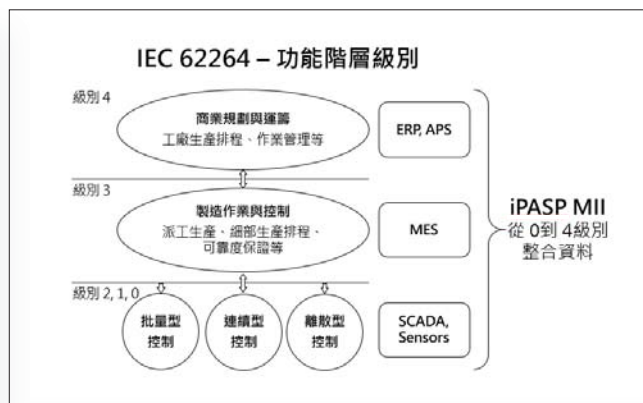 IEC 62264 – 功能階層級別
級別 4
商業規劃與運籌
工廠生產排程、作業管理等
ERP, APS
級別 3
製造作業與控制
派工生產、細部生產排程、
可靠度保證等
MES
iPASP MII
從 0到 4級別
整合資料
級別 2, 1, 0
批量型
控制
連續型
控制
離散型
控制
SCADA,
Sensors